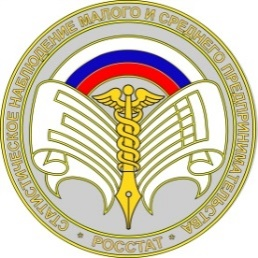 СТАТИСТИЧЕСКОЕ НАБЛЮДЕНИЕ МАЛОГО И СРЕДНЕГО ПРЕДПРИНИМАТЕЛЬСТВА
* РОССТАТ *